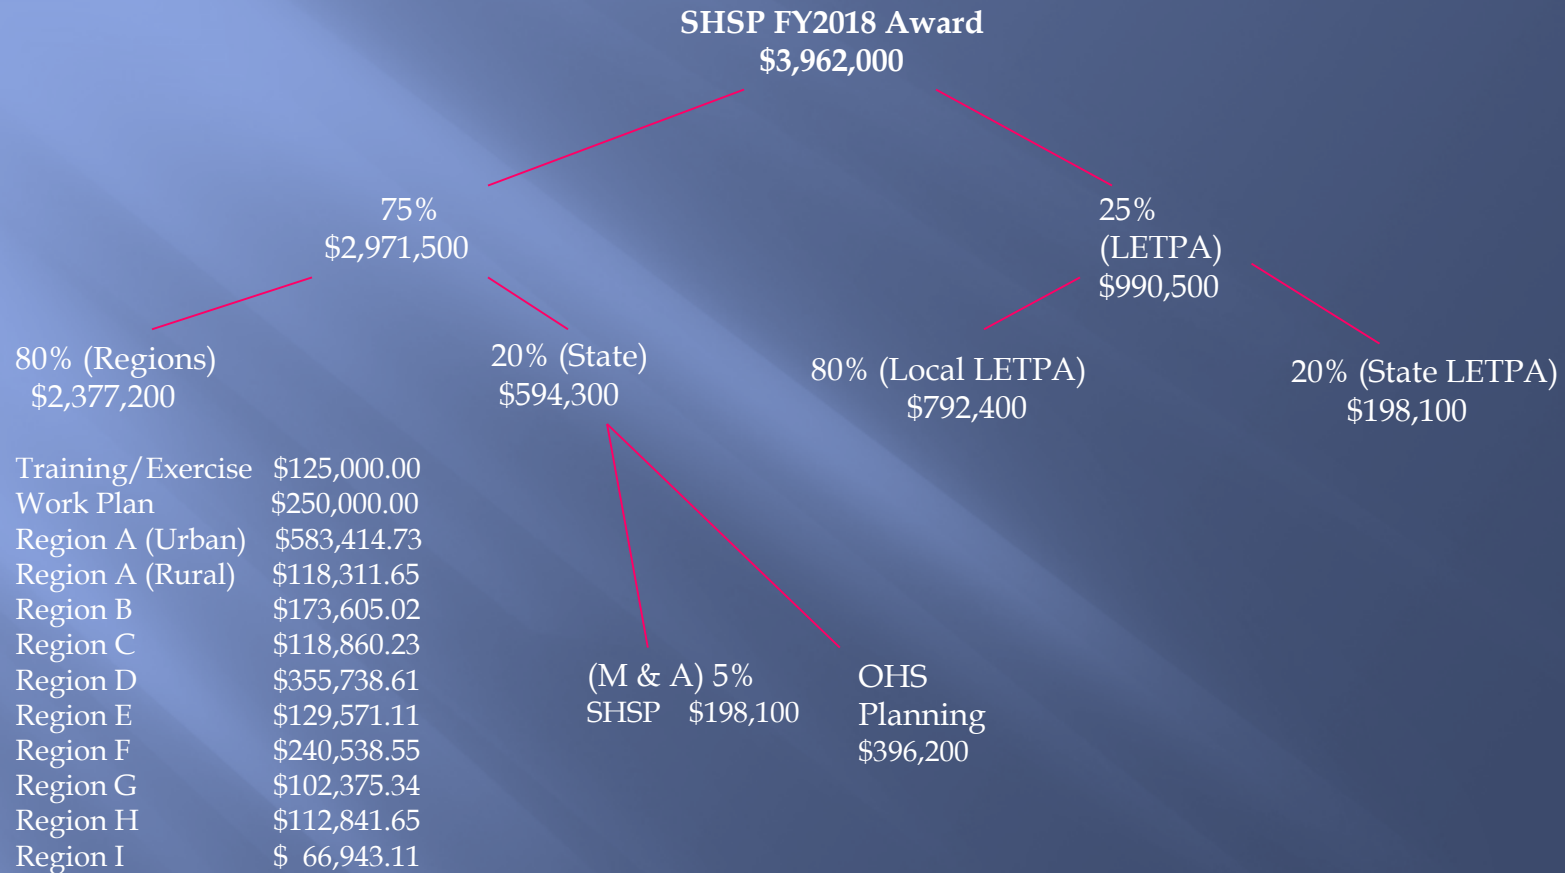 SHSP FY2018 Award
$3,962,000
75%
$2,971,500
25%
(LETPA)
$990,500
80% (Regions)
$2,377,200
20% (State)
$594,300
80% (Local LETPA)
$792,400
20% (State LETPA)
$198,100
Training/Exercise $125,000.00
Work Plan $250,000.00
Region A (Urban) $583,414.73
Region A (Rural) $118,311.65
Region B $173,605.02
Region C $118,860.23
Region D $355,738.61
Region E $129,571.11
Region F $240,538.55
Region G $102,375.34
Region H $112,841.65
Region I $ 66,943.11
(M & A) 5%
SHSP $198,100
OHS
Planning
$396,200